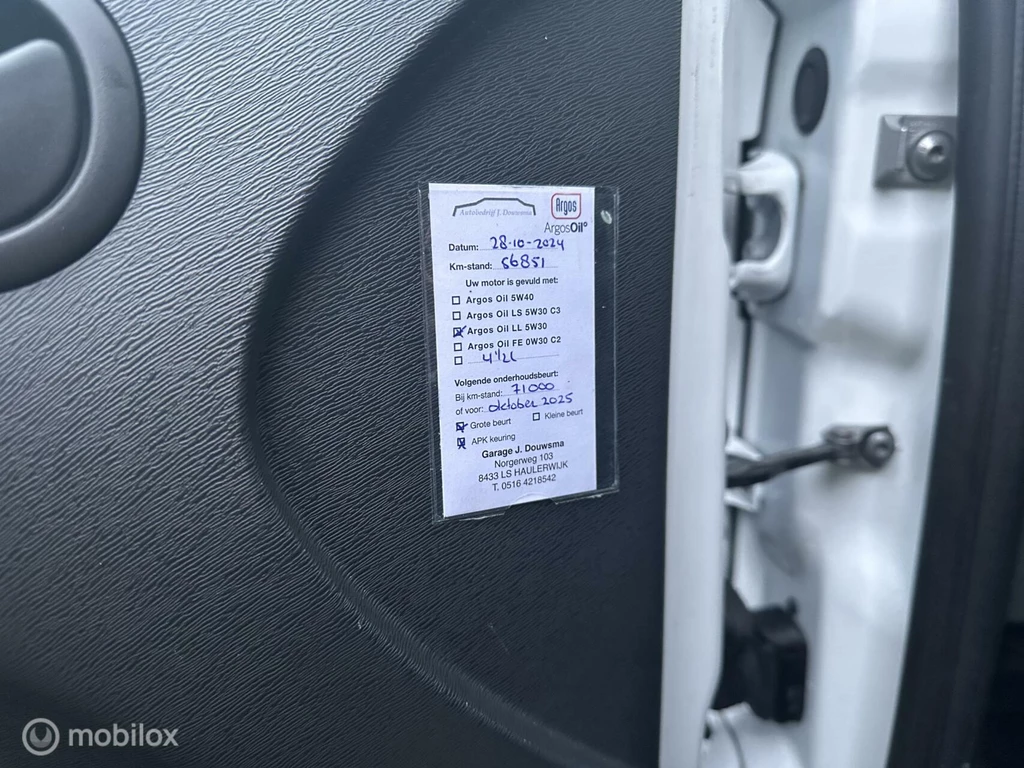 Autobedrijf J. Douwsma
Argos
ArgosOil
Datum: 28-10-2024
Km-stand: 56851
Uw motor is gevuld met:
Argos Oil 5W40
Argos Oil LS 5W30 C3
Argos Oil LL 5W30
Argos Oil FE 0W30 C2
4 1/2 L
Volgende onderhoudsbeurt:
Bij km-stand: 71000
of voor: oktober 2025
Grote beurt Kleine beurt
APK keuring
Garage J. Douwsma
Norgerweg 103
8433 LS HAULERWIJK
T. 0516 4218542
mobilox